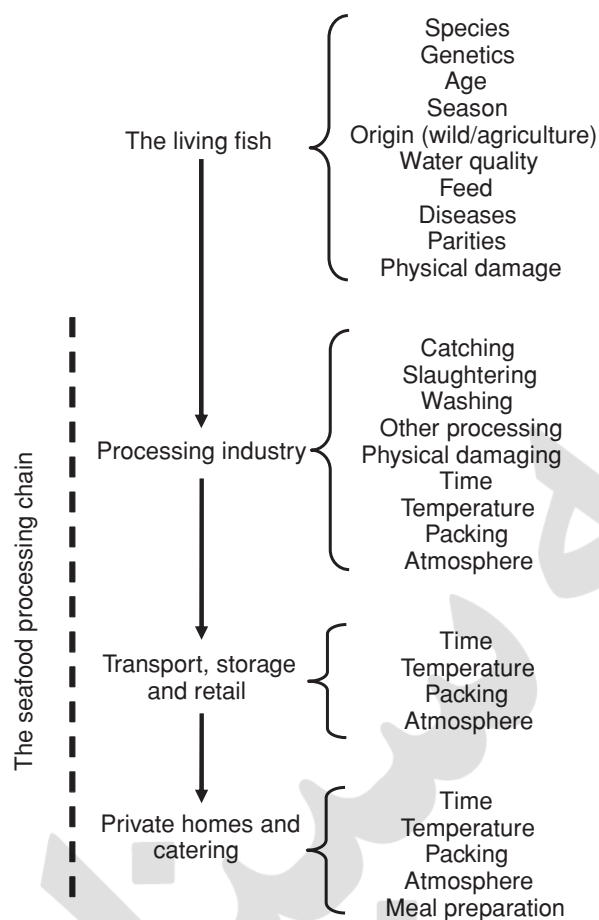 Species
Genetics
Age
Season
Origin (wild/agriculture)
Water quality
Feed
Diseases
Parities
Physical damage
The living fish
Catching
Slaughtering
Washing
Other processing
Physical damaging
Time
Temperature
Packing
Atmosphere
Processing industry
Time
Temperature
Packing
Atmosphere
Transport, storage
and retail
Time
Temperature
Packing
Atmosphere
Meal preparation
Private homes and
catering
The seafood processing chain